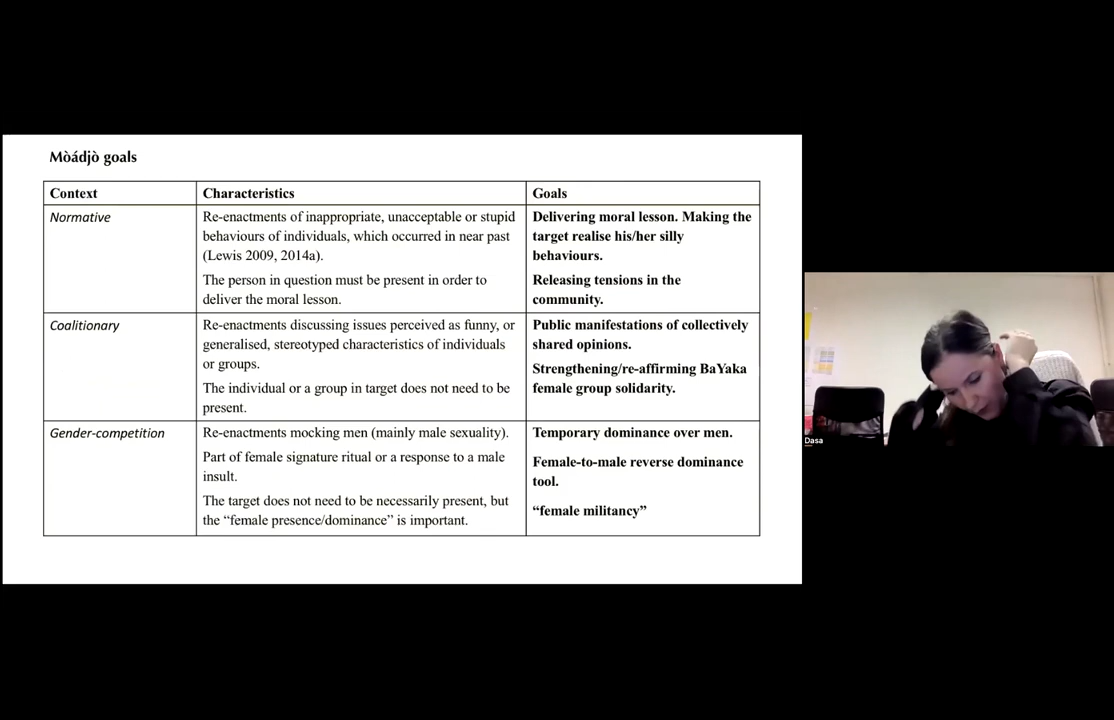 Mòádjò goals
Context Characteristics Goals
Normative
Re-enactments of inappropriate, unacceptable or stupid
behaviours of individuals, which occurred in near past
(Lewis 2009, 2014a).
The person in question must be present in order to
deliver the moral lesson.
Delivering moral lesson. Making the
target realise his/her silly
behaviours.
Releasing tensions in the
community.
Coalitionary
Re-enactments discussing issues perceived as funny, or
generalised, stereotyped characteristics of individuals
or groups.
The individual or a group in target does not need to be
present.
Public manifestations of collectively
shared opinions.
Strengthening/re-affirming BaYaka
female group solidarity.
Gender-competition
Re-enactments mocking men (mainly male sexuality).
Part of female signature ritual or a response to a male
insult.
The target does not need to be necessarily present, but
the “female presence/dominance” is important.
Temporary dominance over men.
Female-to-male reverse dominance
tool.
“female militancy”
Dasa